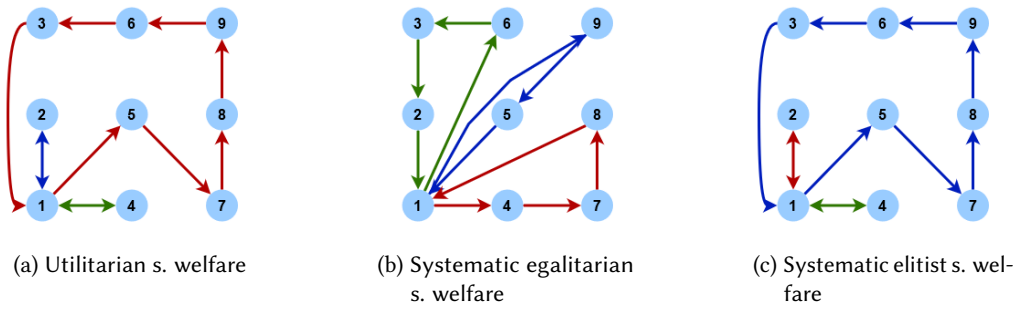 3 6 9
2 5 8
1 4 7
(a) Utilitarian s. welfare
3 6 9
2 5 8
1 4 7
(b) Systematic egalitarian
s. welfare
3 6 9
2 5 8
1 4 7
(c) Systematic elitist s. wel-
fare